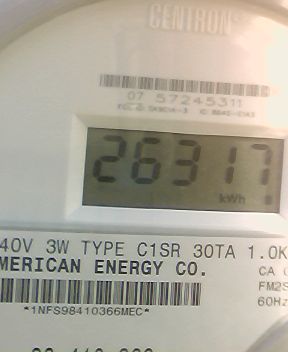 CENTRON
07 57245311
26317
kWh
40V 3W TYPE C1SR 30TA 1.0K
MERICAN ENERGY CO.
CA
FM2S
60Hz
*1NFS98410366MEC*